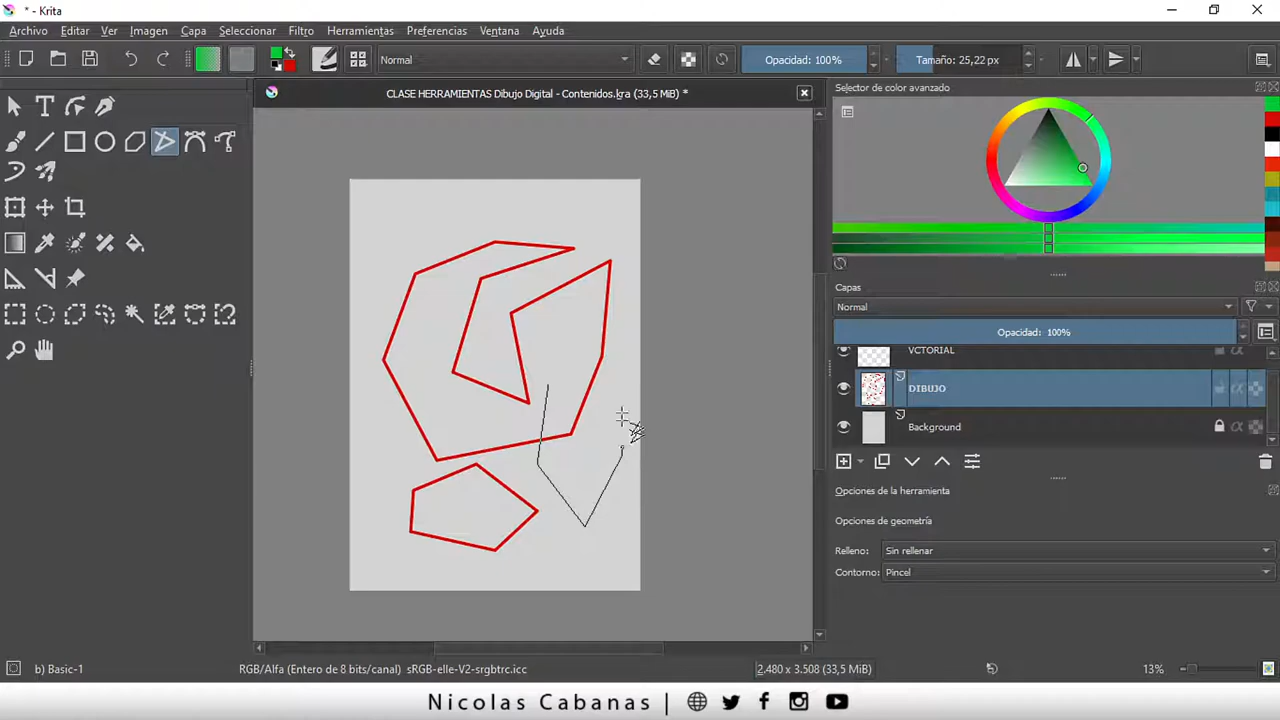 * - Krita
Archivo Editar Ver Imagen Capa Seleccionar Filtro Herramientas Preferencias Ventana Ayuda
Normal Opacidad: 100% Tamaño: 25,22 px
CLASE HERRAMIENTAS Dibujo Digital - Contenidos.kra (33,5 MiB) *
Selector de color avanzado
Capas
Normal
Opacidad: 100%
VCTORIAL
DIBUJO
Background
Opciones de la herramienta
Opciones de geometría
Relleno: Sin rellenar
Contorno: Pincel
b) Basic-1 RGB/Alfa (Entero de 8 bits/canal) sRGB-elle-V2-srgbtrc.icc 2.480 x 3.508 (33,5 MiB) 13%
Nicolas Cabanas |